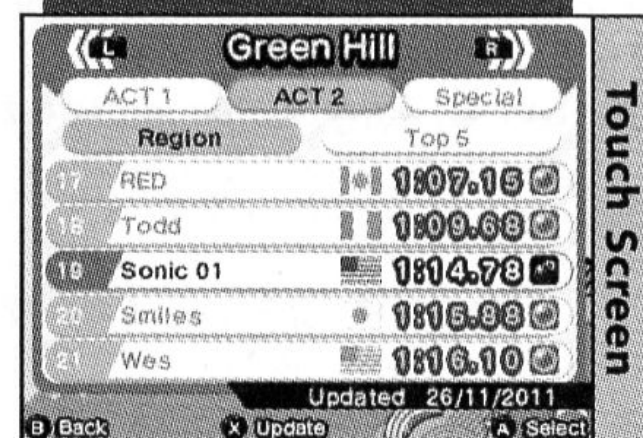 L Green Hill R
ACT 1 ACT 2 Special
Region Top 5
17 RED 1:07.15
18 Todd 1:09.68
19 Sonic 01 1:14.78
20 Smiles 1:15.88
21 Wes 1:16.10
Updated 26/11/2011
B Back X Update A Select
Touch Screen